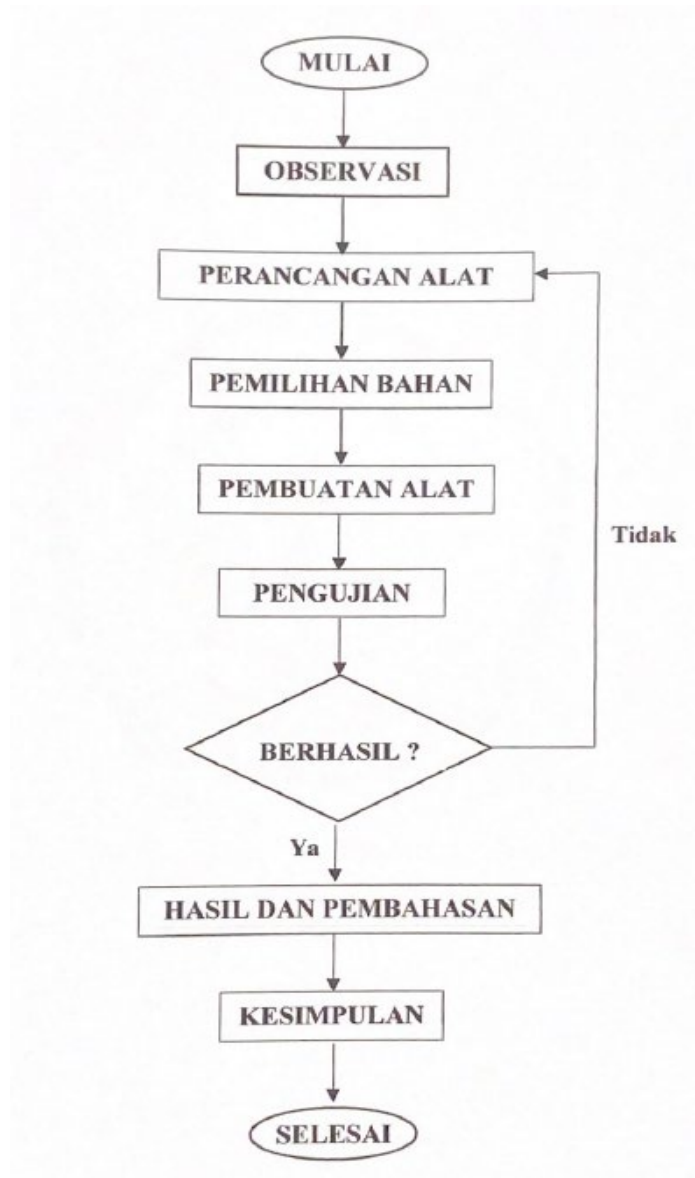 MULAI
OBSERVASI
PERANCANGAN ALAT
PEMILIHAN BAHAN
PEMBUATAN ALAT
PENGUJIAN
BERHASIL ?
Tidak
Ya
HASIL DAN PEMBAHASAN
KESIMPULAN
SELESAI